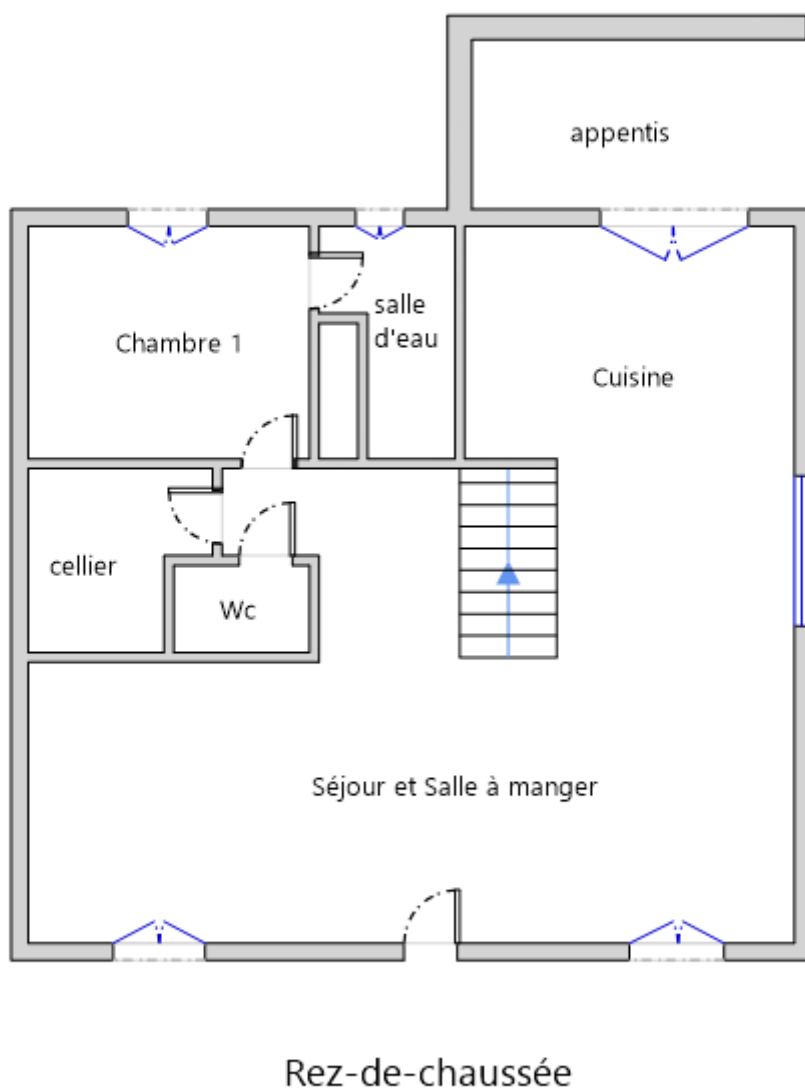 appentis
salle
d'eau
Chambre 1
Cuisine
cellier
Wc
Séjour et Salle à manger
Rez-de-chaussée